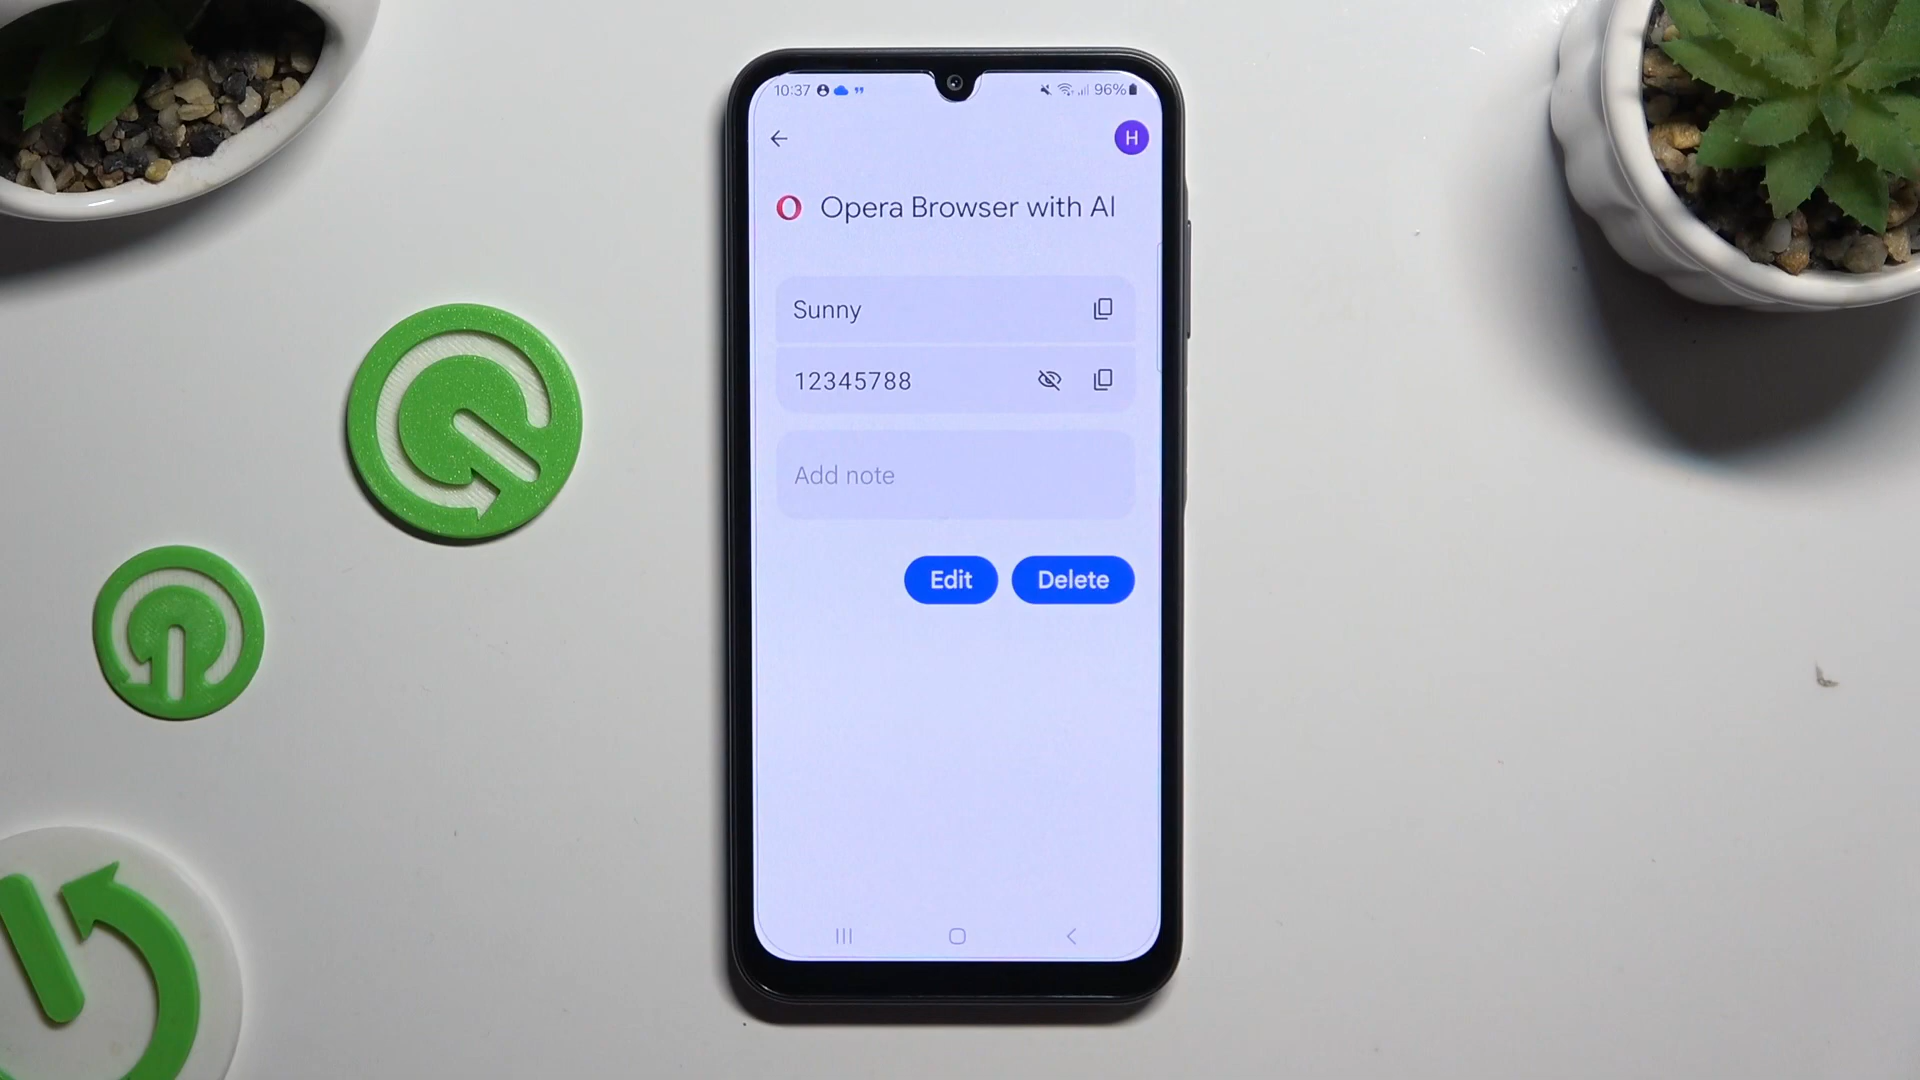 10:37 96%
H
Opera Browser with AI
Sunny
12345788
Add note
Edit Delete